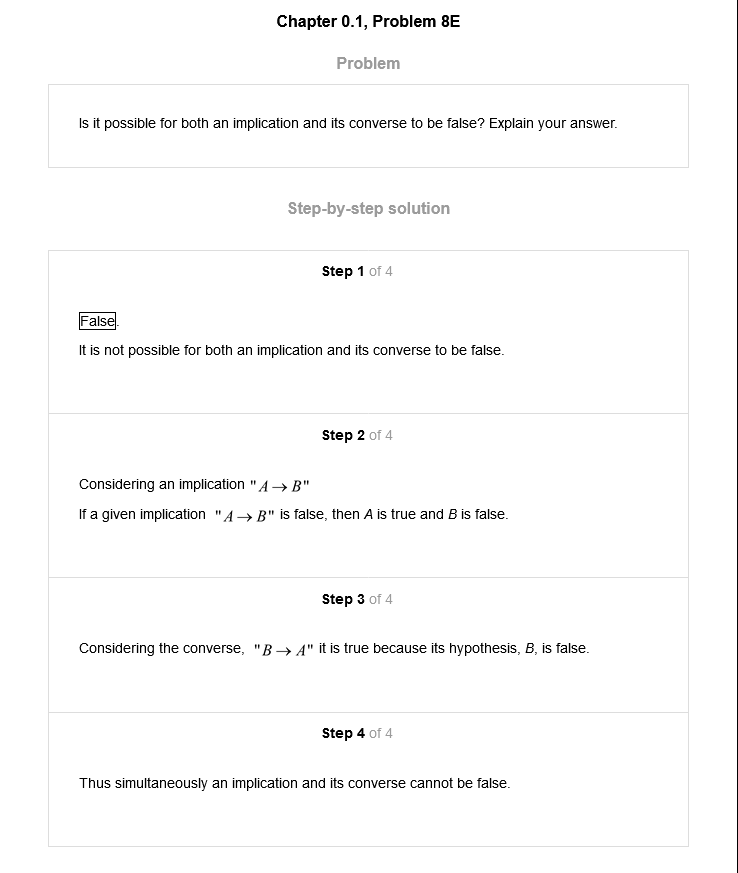 Chapter 0.1, Problem 8E
Problem
Is it possible for both an implication and its converse to be false? Explain your answer.
Step-by-step solution
Step 1 of 4
False.
It is not possible for both an implication and its converse to be false.
Step 2 of 4
Considering an implication "A → B"
If a given implication "A → B" is false, then A is true and B is false.
Step 3 of 4
Considering the converse, "B → A" it is true because its hypothesis, B, is false.
Step 4 of 4
Thus simultaneously an implication and its converse cannot be false.